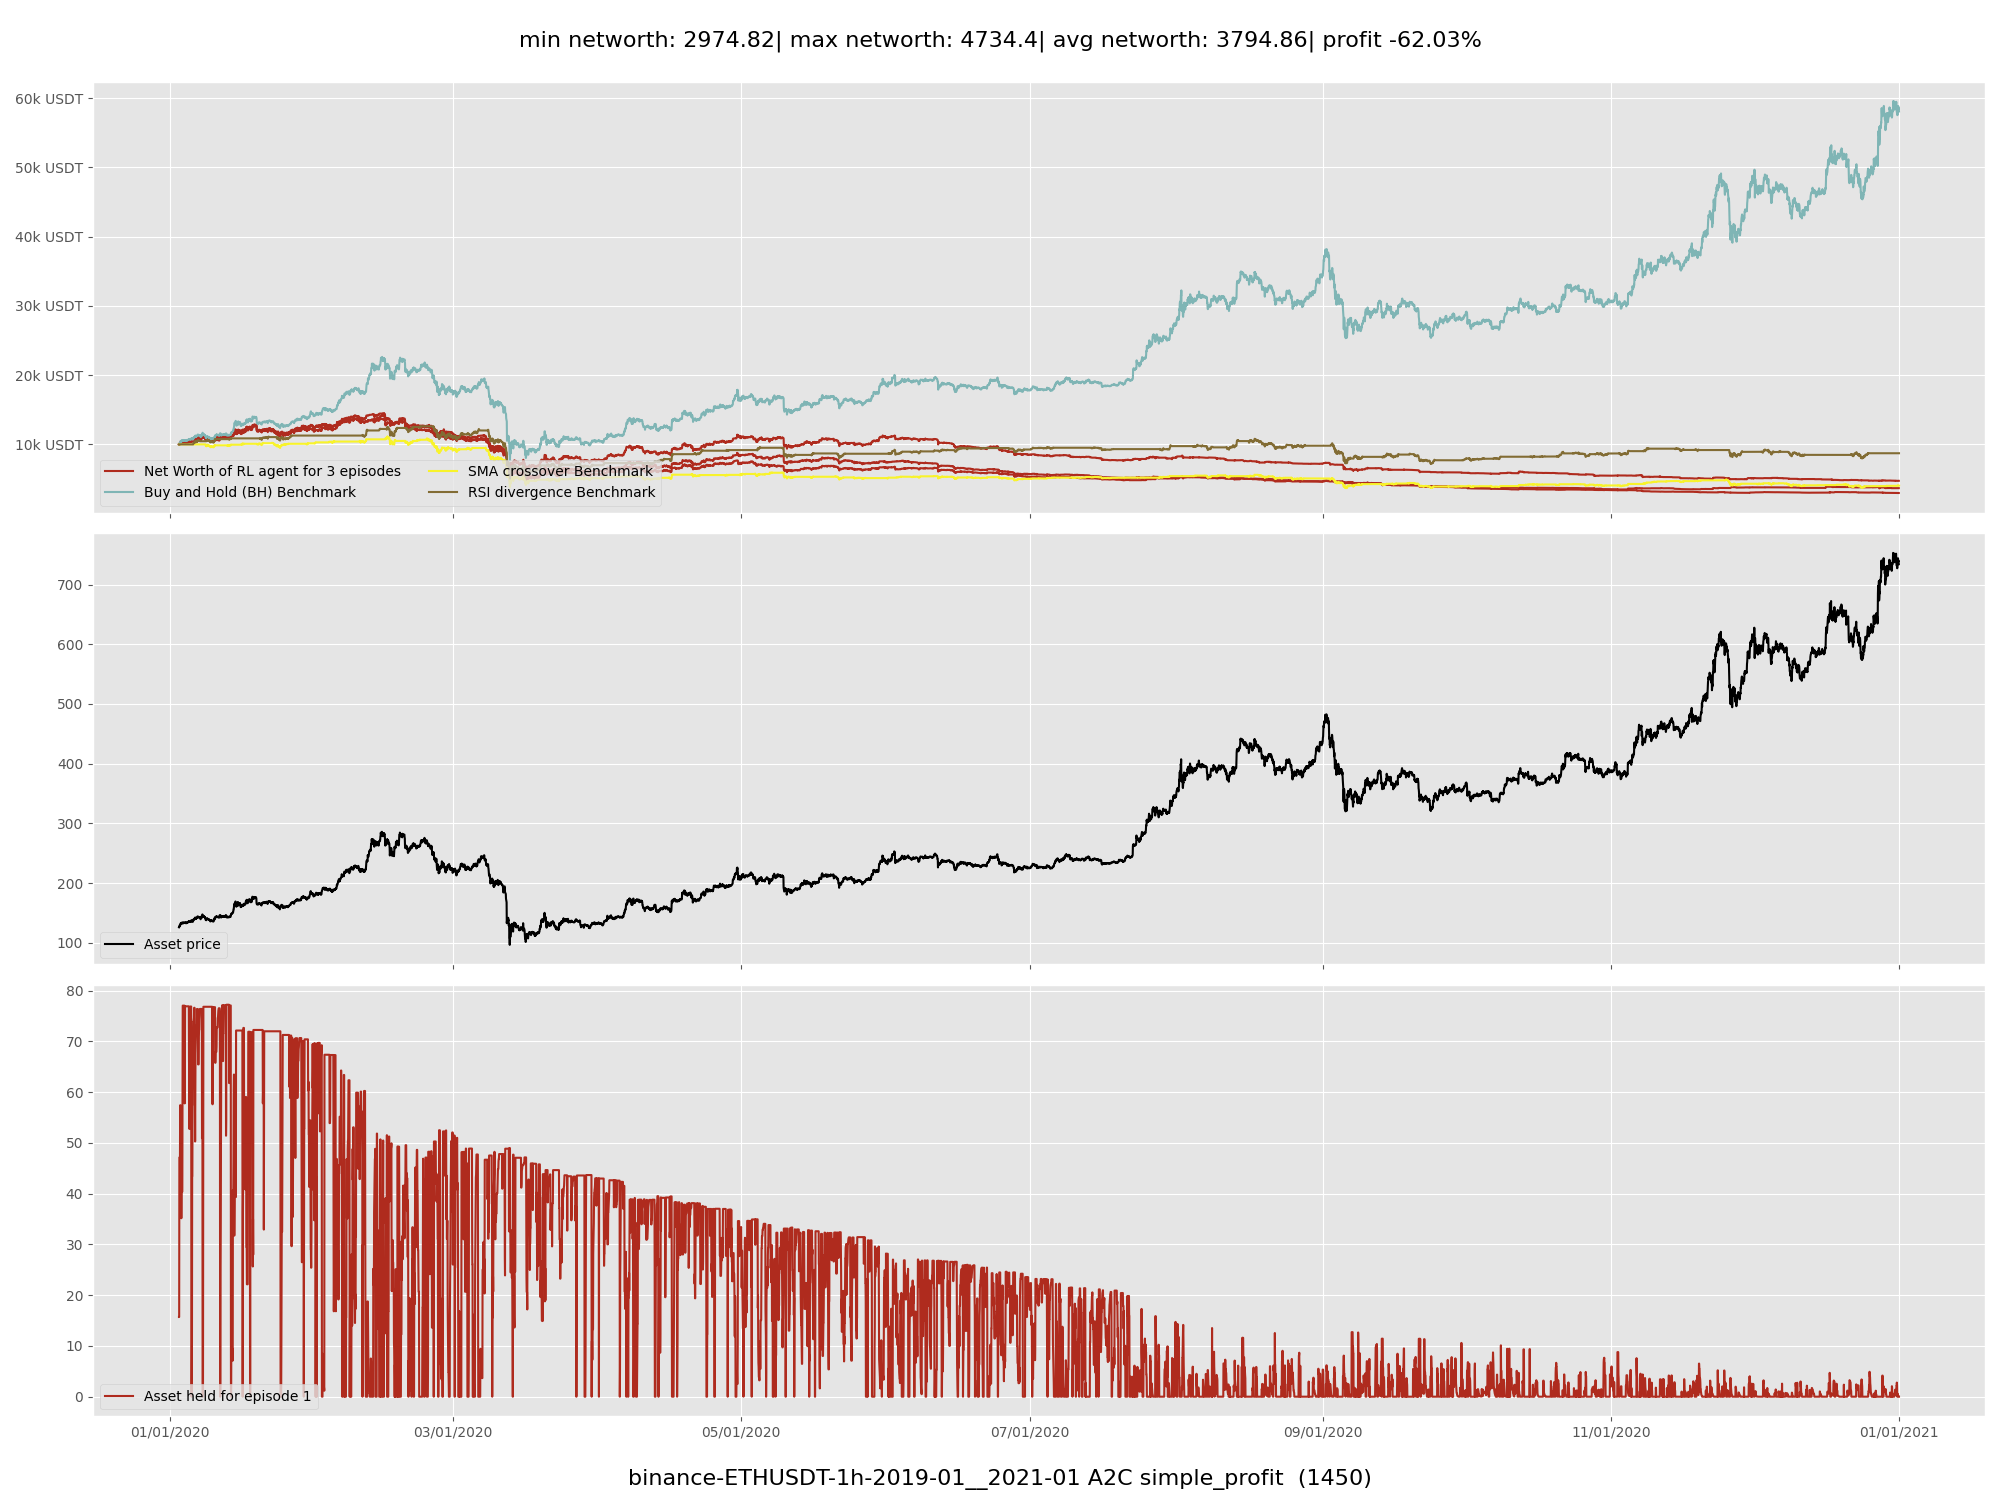 min networth: 2974.82| max networth: 4734.4| avg networth: 3794.86| profit -62.03%
60k USDT
50k USDT
40k USDT
30k USDT
20k USDT
10k USDT
Net Worth of RL agent for 3 episodes
Buy and Hold (BH) Benchmark
SMA crossover Benchmark
RSI divergence Benchmark
700
600
500
400
300
200
100
Asset price
80
70
60
50
40
30
20
10
0
Asset held for episode 1
01/01/2020 03/01/2020 05/01/2020 07/01/2020 09/01/2020 11/01/2020 01/01/2021
binance-ETHUSDT-1h-2019-01__2021-01 A2C simple_profit (1450)